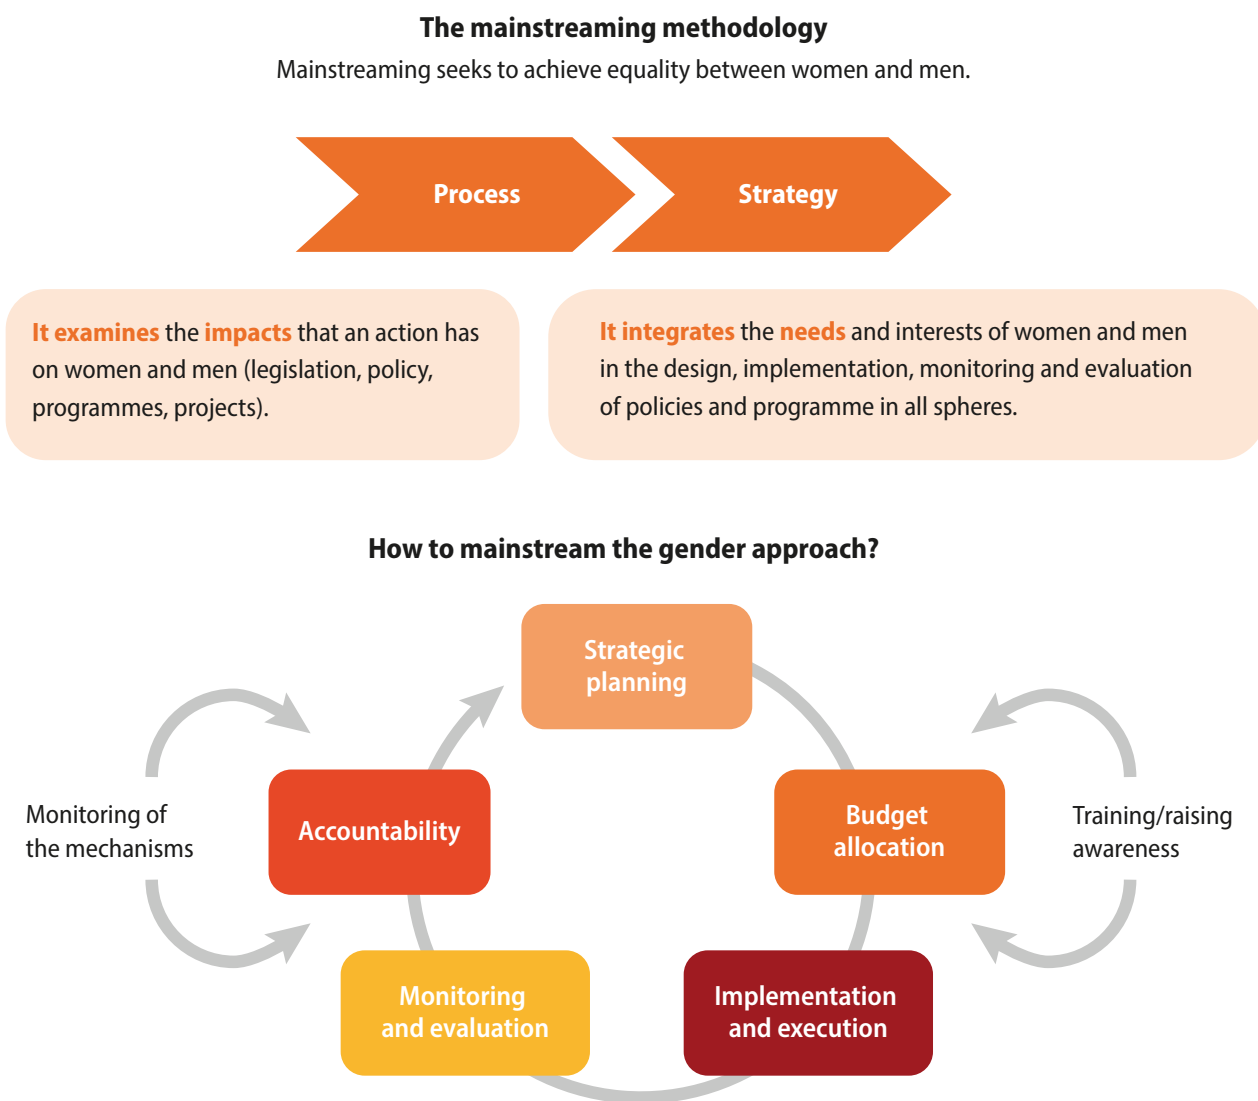 The mainstreaming methodology
Mainstreaming seeks to achieve equality between women and men.
Process
Strategy
It examines the impacts that an action has
on women and men (legislation, policy,
programmes, projects).
It integrates the needs and interests of women and men
in the design, implementation, monitoring and evaluation
of policies and programme in all spheres.
How to mainstream the gender approach?
Strategic
planning
Budget
allocation
Training/raising
awareness
Implementation
and execution
Monitoring
and evaluation
Accountability
Monitoring of
the mechanisms